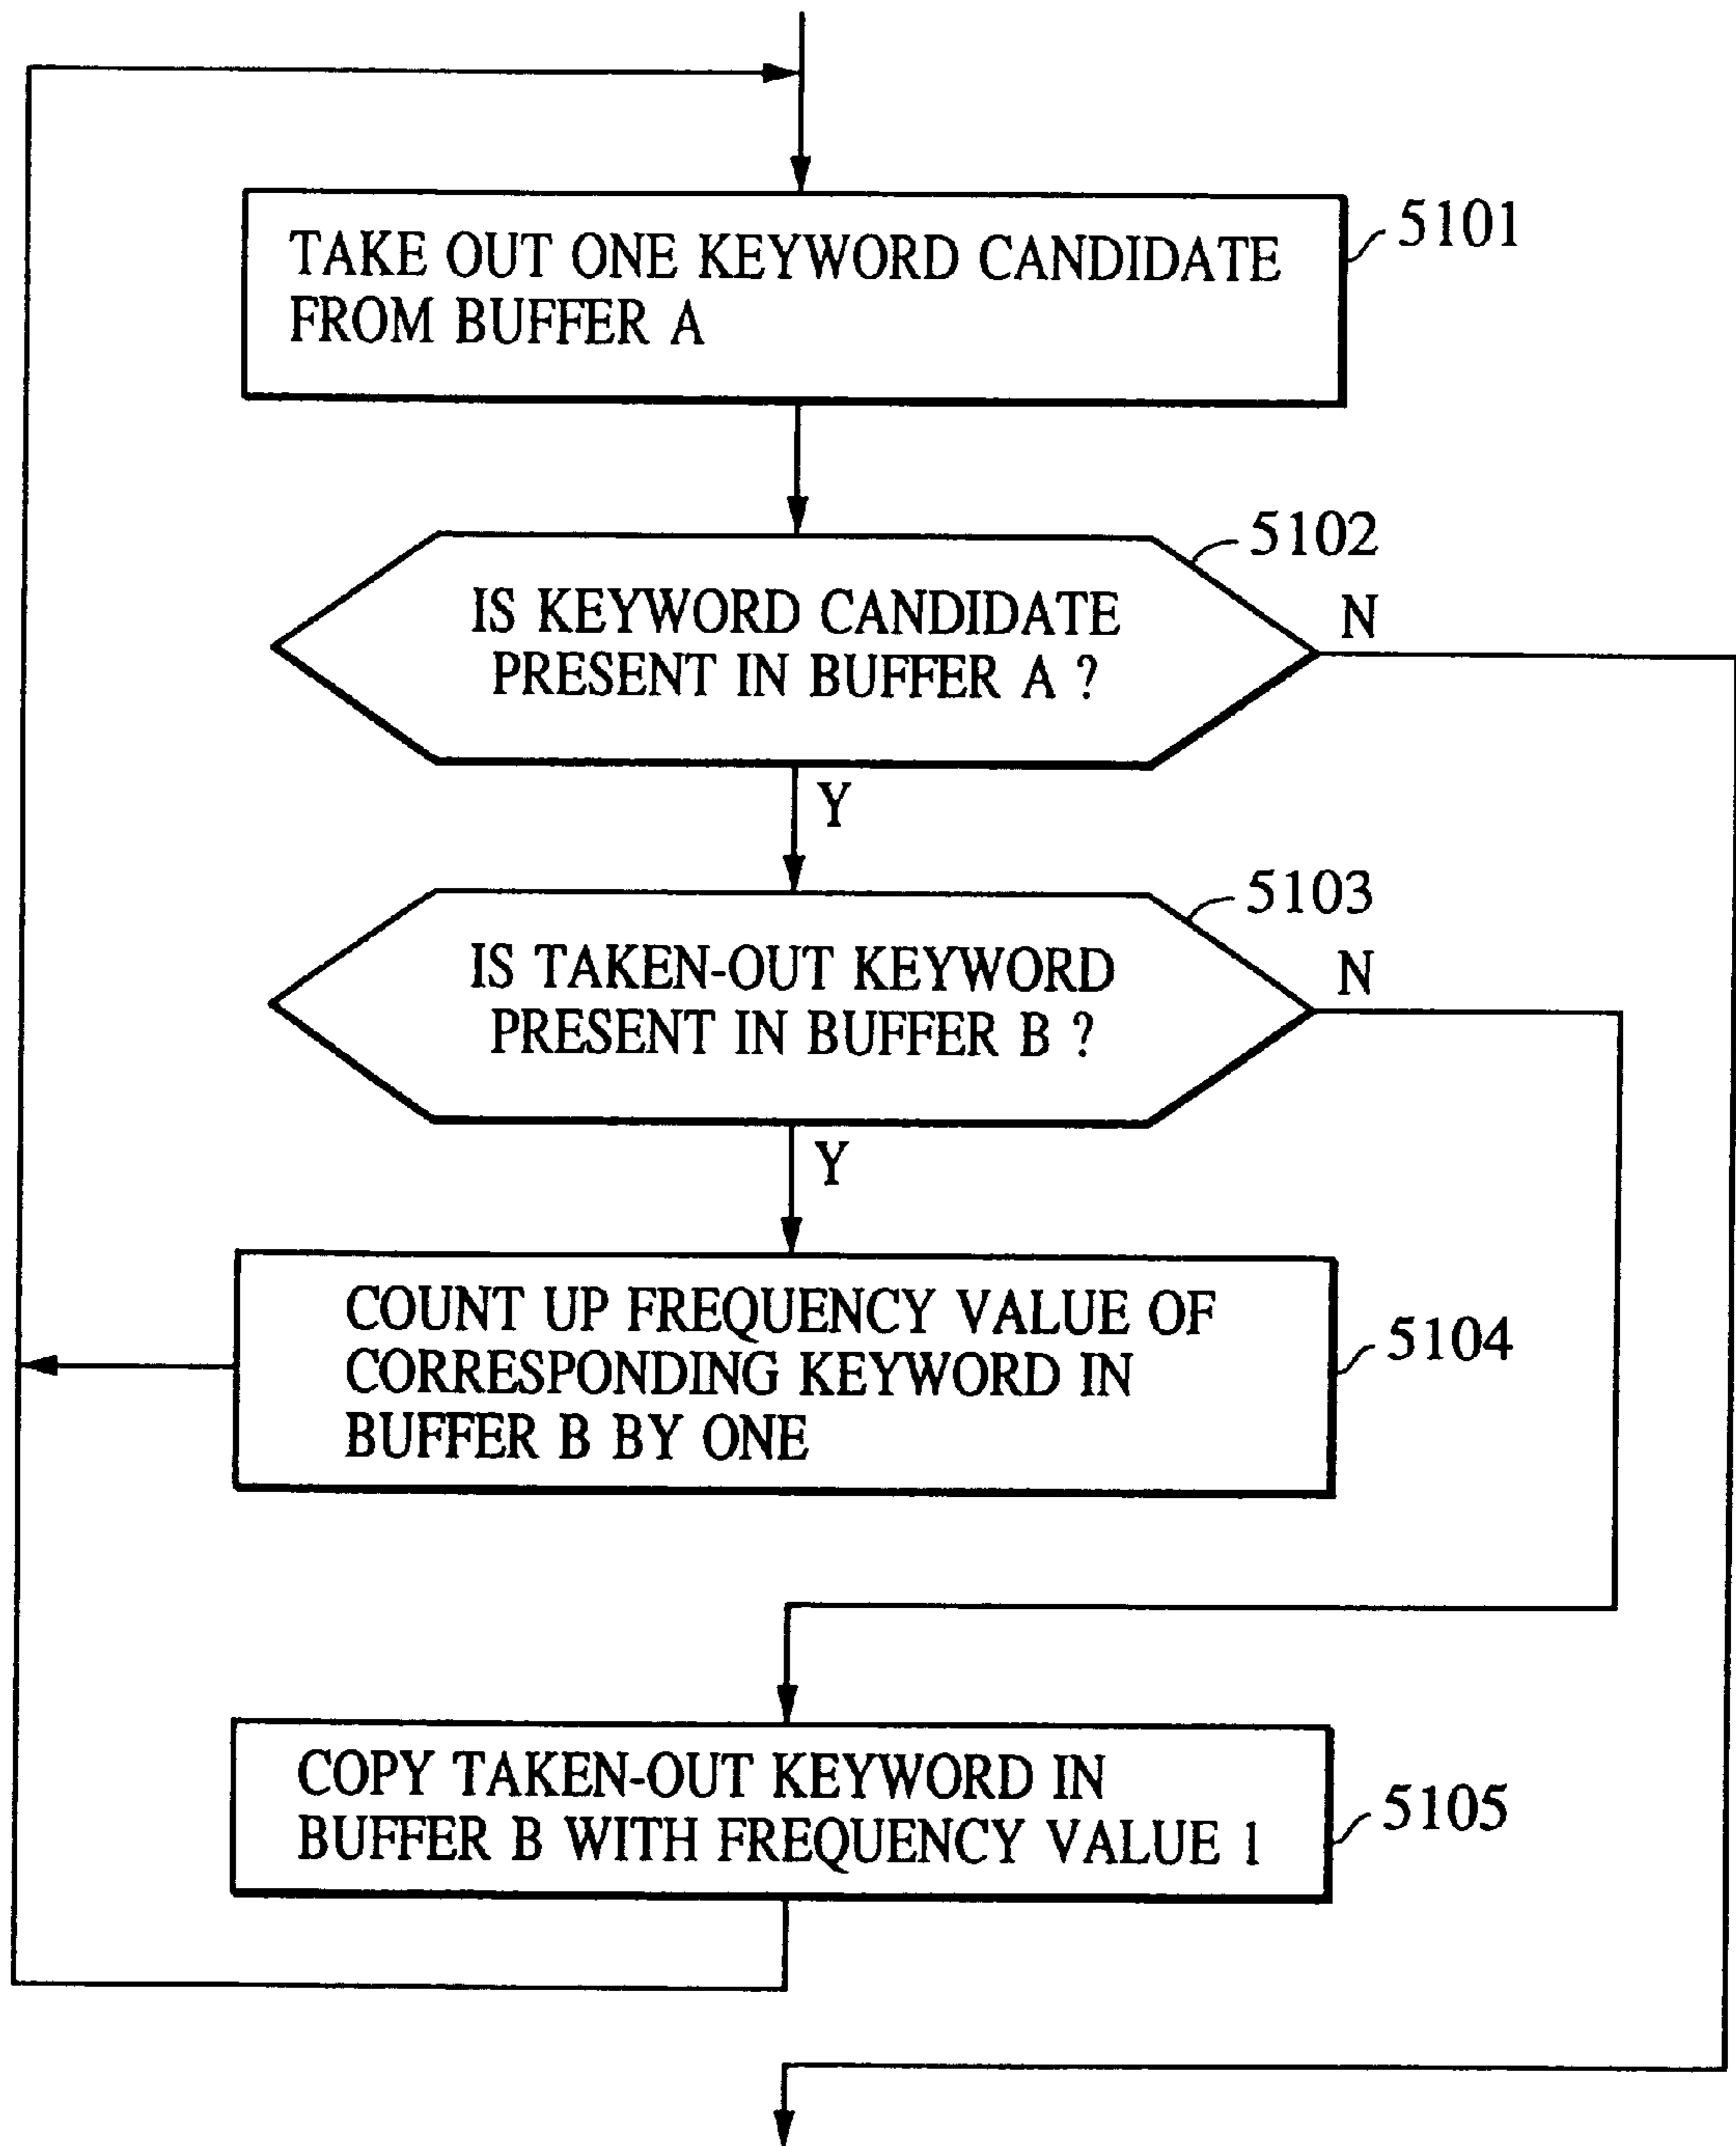 TAKE OUT ONE KEYWORD CANDIDATE
FROM BUFFER A
5101
IS KEYWORD CANDIDATE
PRESENT IN BUFFER A ?
5102
N
Y
IS TAKEN-OUT KEYWORD
PRESENT IN BUFFER B ?
5103
N
Y
COUNT UP FREQUENCY VALUE OF
CORRESPONDING KEYWORD IN
BUFFER B BY ONE
5104
COPY TAKEN-OUT KEYWORD IN
BUFFER B WITH FREQUENCY VALUE 1
5105